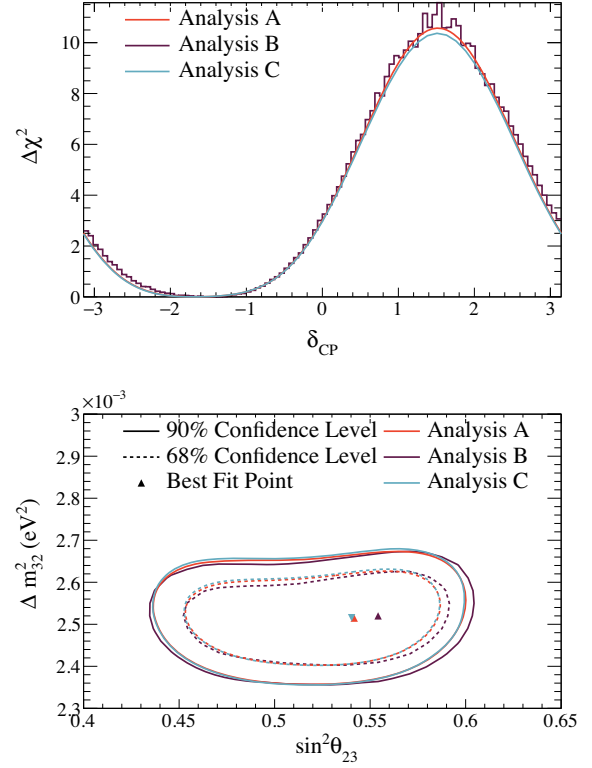 Analysis A
Analysis B
Analysis C
Δχ²
10
8
6
4
2
0
−3 −2 −1 0 1 2 3
δCP
×10⁻³
3
2.9
2.8
2.7
2.6
2.5
2.4
2.3
90% Confidence Level Analysis A
68% Confidence Level Analysis B
Best Fit Point Analysis C
Δ m²₃₂ (eV²)
0.4 0.45 0.5 0.55 0.6 0.65
sin²θ₂₃